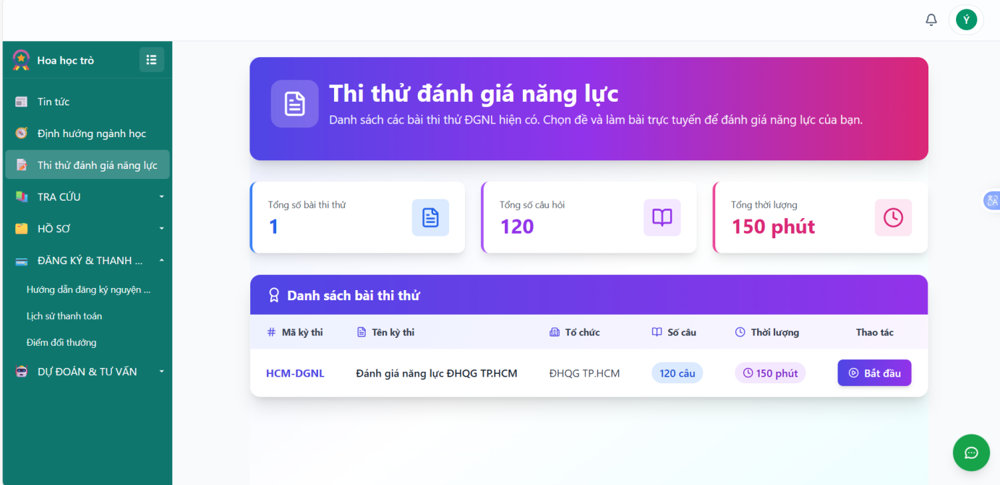 Ý
Hoa học trò
Tin tức
Định hướng ngành học
Thi thử đánh giá năng lực
TRA CỨU
HỒ SƠ
ĐĂNG KÝ & THANH ...
Hướng dẫn đăng ký nguyện ...
Lịch sử thanh toán
Điểm đổi thưởng
DỰ ĐOÁN & TƯ VẤN
Thi thử đánh giá năng lực
Danh sách các bài thi thử ĐGNL hiện có. Chọn đề và làm bài trực tuyến để đánh giá năng lực của bạn.
Tổng số bài thi thử
1
Tổng số câu hỏi
120
Tổng thời lượng
150 phút
Danh sách bài thi thử
Mã kỳ thi Tên kỳ thi Tổ chức Số câu Thời lượng Thao tác
HCM-DGNL Đánh giá năng lực ĐHQG TP.HCM ĐHQG TP.HCM 120 câu 150 phút Bắt đầu